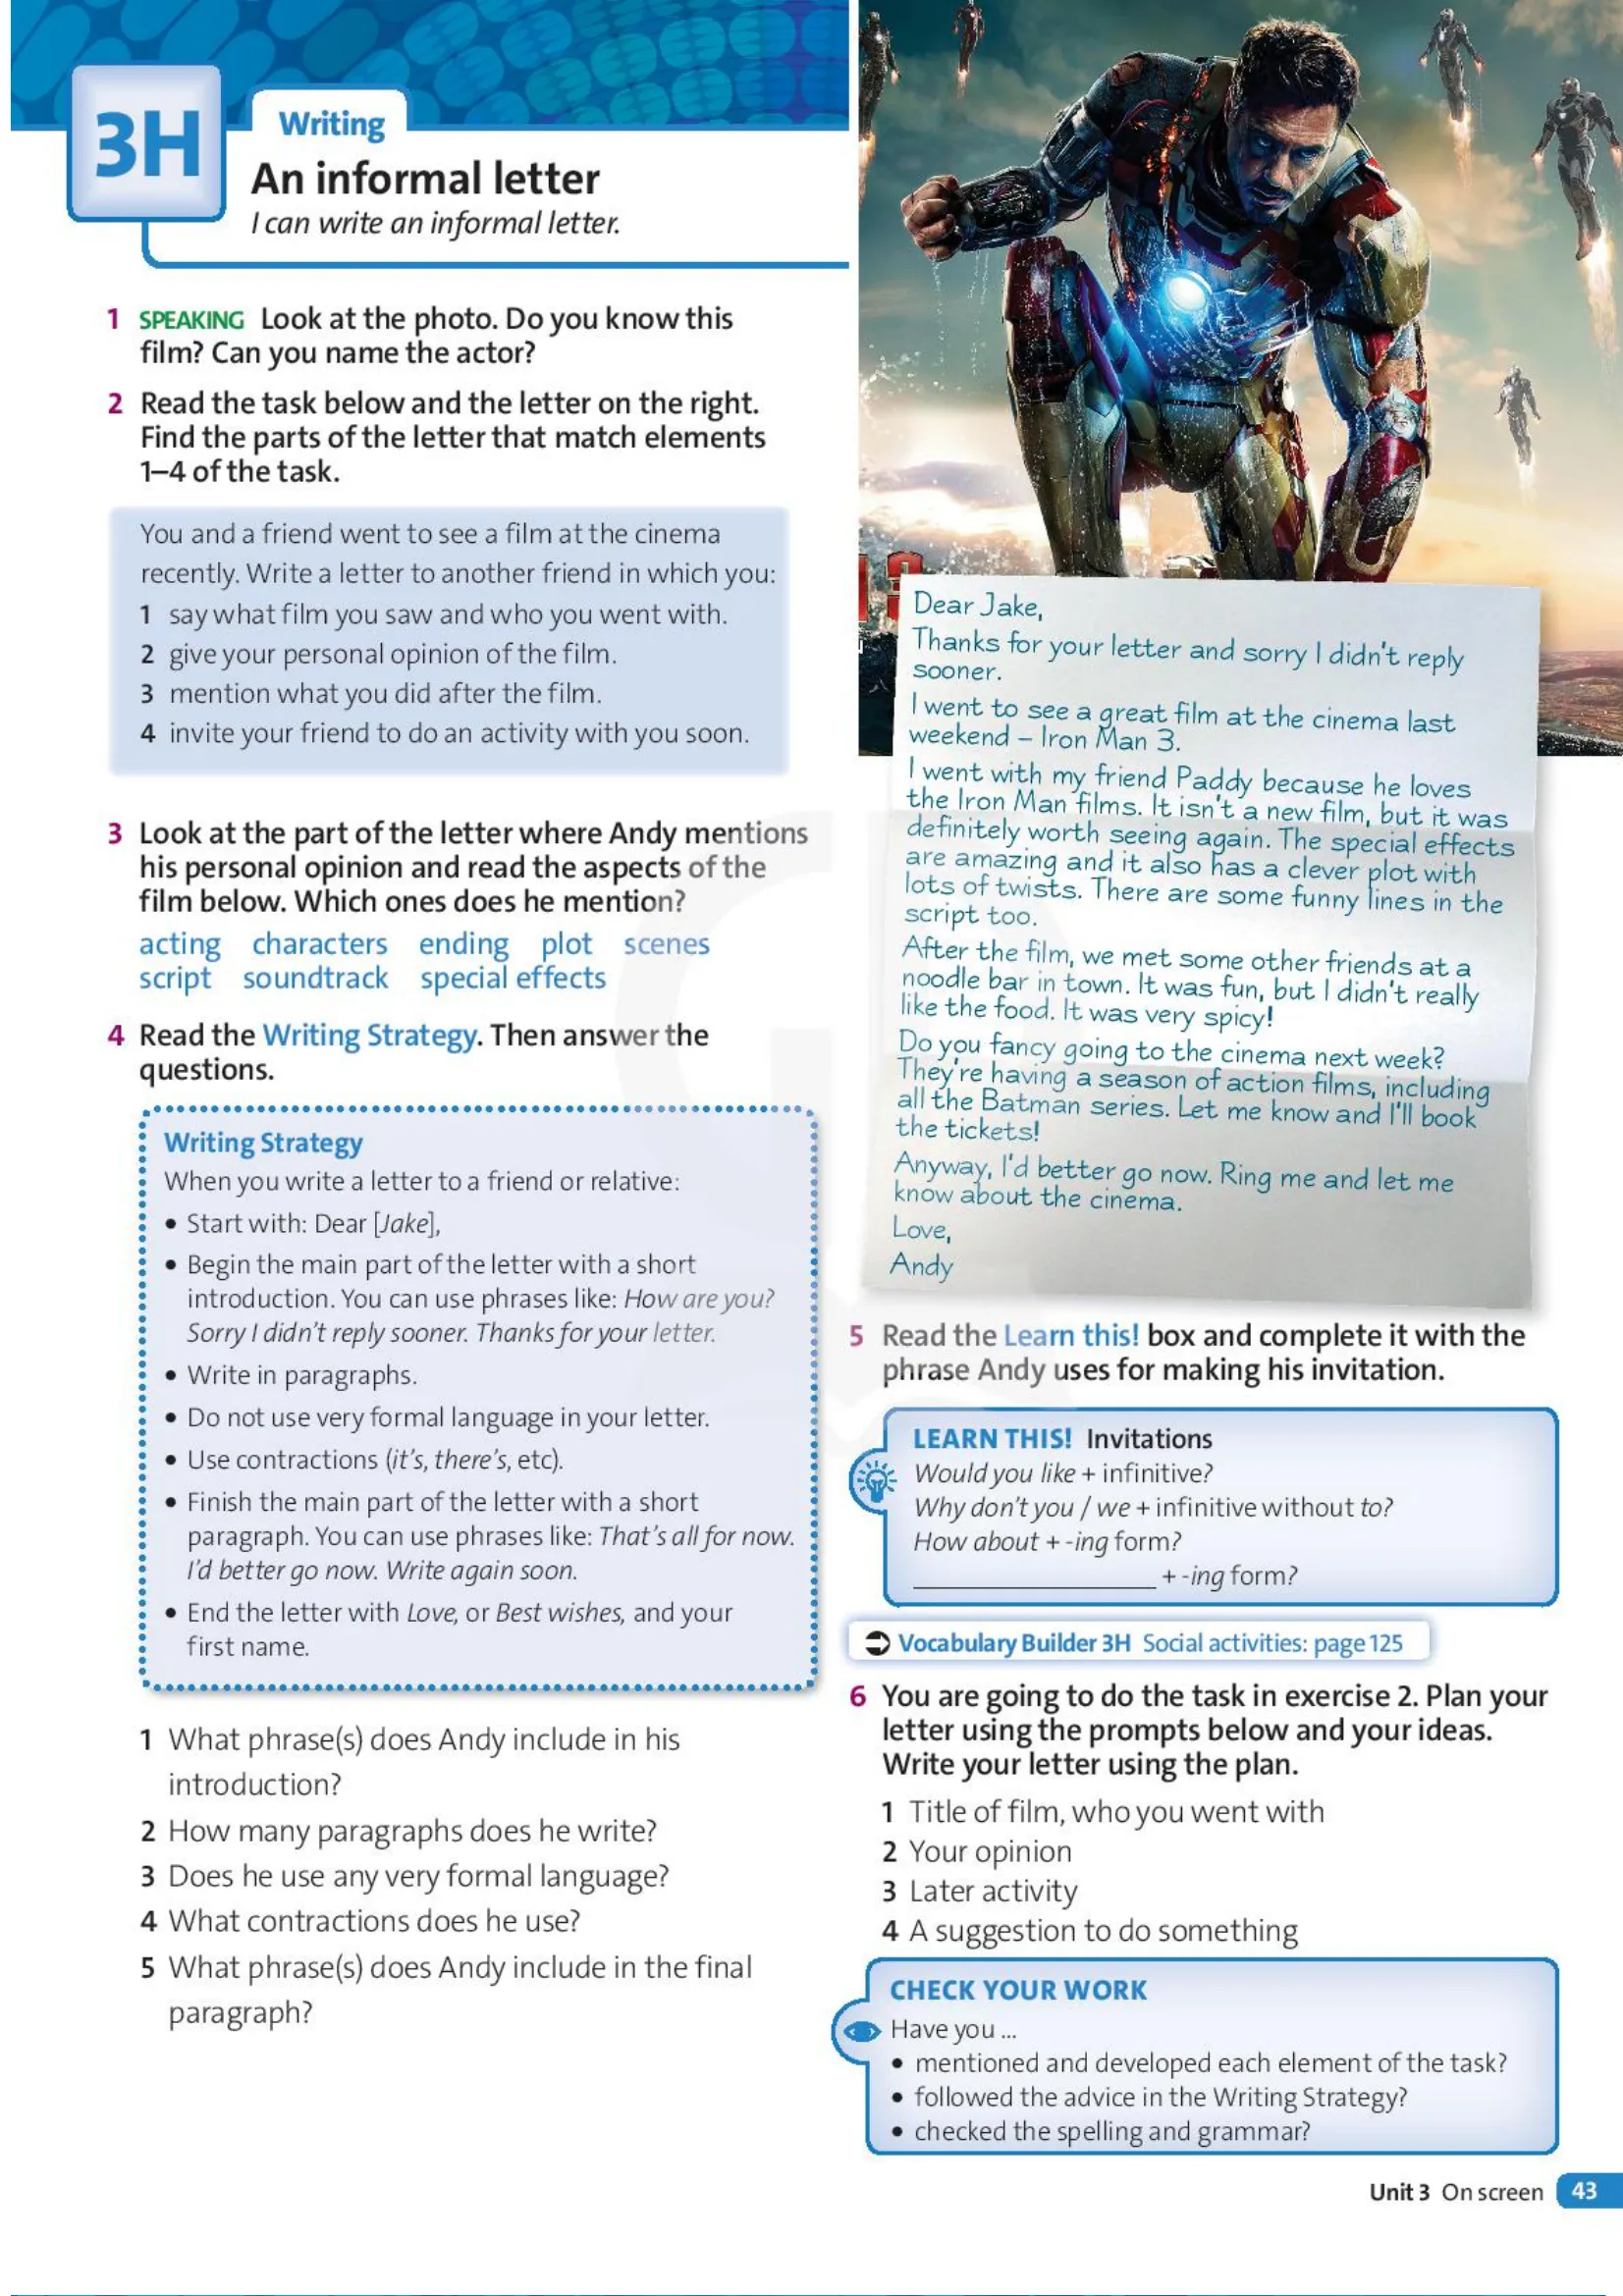 3H
Writing
An informal letter
I can write an informal letter.
1 SPEAKING Look at the photo. Do you know this
film? Can you name the actor?
2 Read the task below and the letter on the right.
Find the parts of the letter that match elements
1–4 of the task.
You and a friend went to see a film at the cinema
recently. Write a letter to another friend in which you:
1 say what film you saw and who you went with.
2 give your personal opinion of the film.
3 mention what you did after the film.
4 invite your friend to do an activity with you soon.
3 Look at the part of the letter where Andy mentions
his personal opinion and read the aspects of the
film below. Which ones does he mention?
acting characters ending plot scenes
script soundtrack special effects
4 Read the Writing Strategy. Then answer the
questions.
Writing Strategy
When you write a letter to a friend or relative:
• Start with: Dear [Jake],
• Begin the main part of the letter with a short
introduction. You can use phrases like: How are you?
Sorry I didn't reply sooner. Thanks for your letter.
• Write in paragraphs.
• Do not use very formal language in your letter.
• Use contractions (it's, there's, etc).
• Finish the main part of the letter with a short
paragraph. You can use phrases like: That's all for now.
I'd better go now. Write again soon.
• End the letter with Love, or Best wishes, and your
first name.
1 What phrase(s) does Andy include in his
introduction?
2 How many paragraphs does he write?
3 Does he use any very formal language?
4 What contractions does he use?
5 What phrase(s) does Andy include in the final
paragraph?
Dear Jake,
Thanks for your letter and sorry I didn't reply
sooner.
I went to see a great film at the cinema last
weekend – Iron Man 3.
I went with my friend Paddy because he loves
the Iron Man films. It isn't a new film, but it was
definitely worth seeing again. The special effects
are amazing and it also has a clever plot with
lots of twists. There are some funny lines in the
script too.
After the film, we met some other friends at a
noodle bar in town. It was fun, but I didn't really
like the food. It was very spicy!
Do you fancy going to the cinema next week?
They're having a season of action films, including
all the Batman series. Let me know and I'll book
the tickets!
Anyway, I'd better go now. Ring me and let me
know about the cinema.
Love,
Andy
5 Read the Learn this! box and complete it with the
phrase Andy uses for making his invitation.
LEARN THIS! Invitations
Would you like + infinitive?
Why don't you / we + infinitive without to?
How about + -ing form?
____________________ + -ing form?
Vocabulary Builder 3H Social activities: page 125
6 You are going to do the task in exercise 2. Plan your
letter using the prompts below and your ideas.
Write your letter using the plan.
1 Title of film, who you went with
2 Your opinion
3 Later activity
4 A suggestion to do something
CHECK YOUR WORK
Have you ...
• mentioned and developed each element of the task?
• followed the advice in the Writing Strategy?
• checked the spelling and grammar?
Unit 3 On screen 43